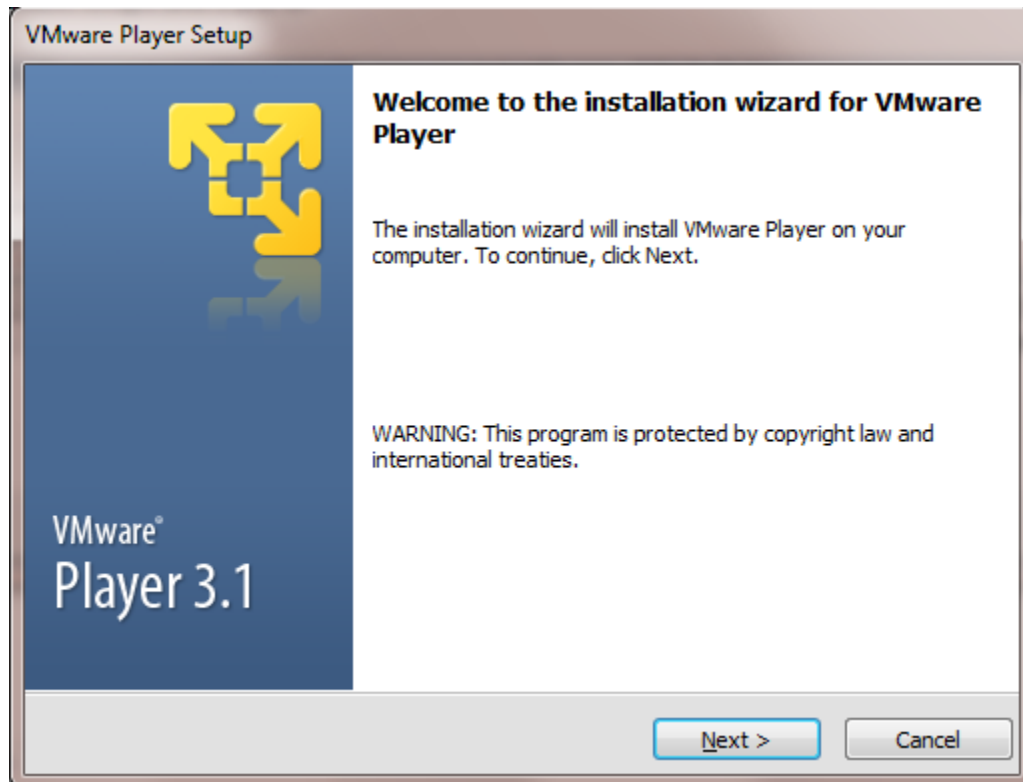 VMware Player Setup
Welcome to the installation wizard for VMware
Player
The installation wizard will install VMware Player on your
computer. To continue, click Next.
WARNING: This program is protected by copyright law and
international treaties.
VMware®
Player 3.1
Next >
Cancel